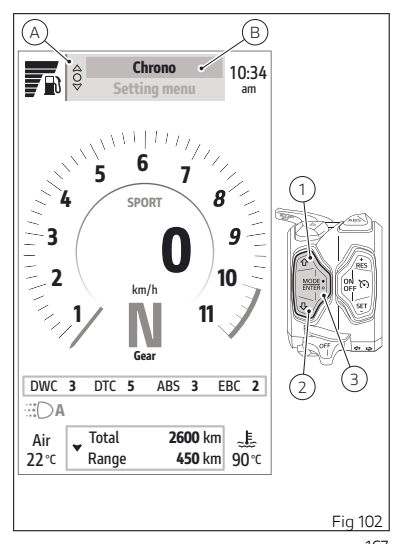 A
B
Chrono
Setting menu
10:34
am
1
2
3
4
5
6
7
8
9
10
11
SPORT
0
km/h
N
Gear
DWC 3 DTC 5 ABS 3 EBC 2
A
Air
22 °C
Total 2600 km
Range 450 km
90 °C
1
ABS
MODE
ENTER
+
RES
ON
OFF
SET
-
OFF
2
3
Fig 102
167